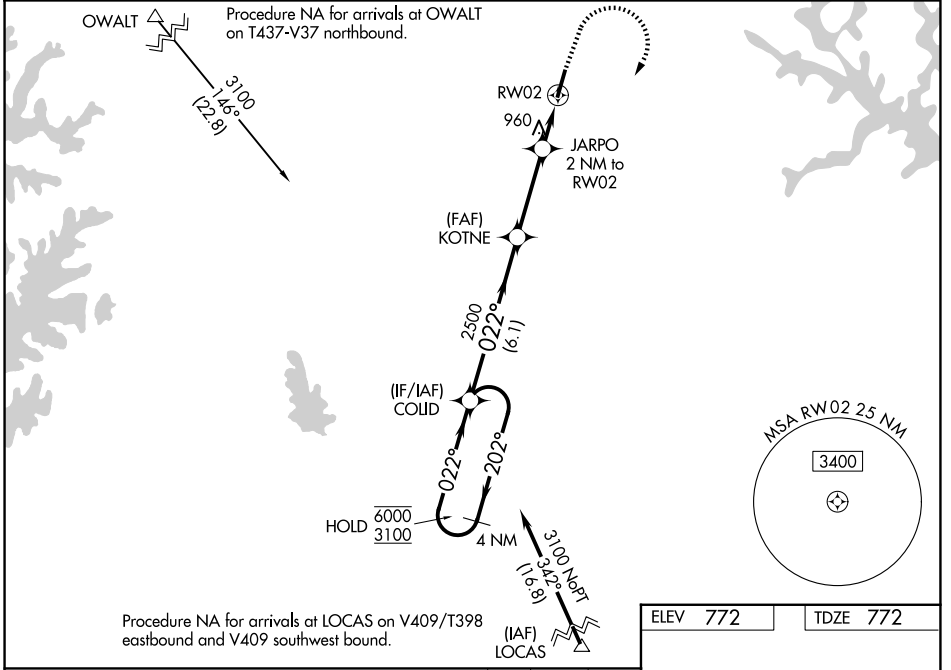 OWALT
Procedure NA for arrivals at OWALT
on T437-V37 northbound.
3100
146°
(22.8)
RW02
960
JARPO
2 NM to
RW02
(FAF)
KOTNE
2500
022°
(6.1)
(IF/IAF)
COLID
022°
202°
HOLD
6000
3100
4 NM
3100 NoPT
342°
(16.8)
(IAF)
LOCAS
Procedure NA for arrivals at LOCAS on V409/T398
eastbound and V409 southwest bound.
MSA RW02 25 NM
3400
ELEV 772
TDZE 772